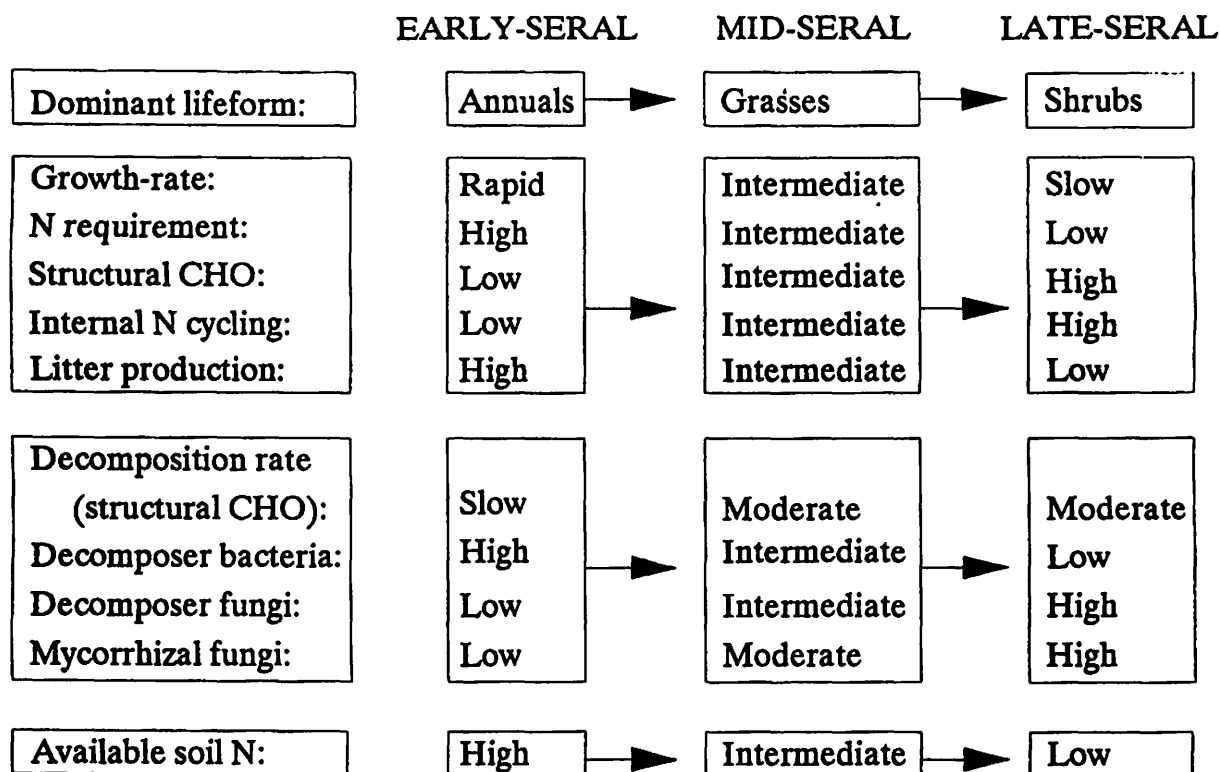 EARLY-SERAL MID-SERAL LATE-SERAL
Dominant lifeform: Annuals Grasses Shrubs
Growth-rate: Rapid Intermediate Slow
N requirement: High Intermediate Low
Structural CHO: Low Intermediate High
Internal N cycling: Low Intermediate High
Litter production: High Intermediate Low
Decomposition rate
(structural CHO): Slow Moderate Moderate
Decomposer bacteria: High Intermediate Low
Decomposer fungi: Low Intermediate High
Mycorrhizal fungi: Low Moderate High
Available soil N: High Intermediate Low